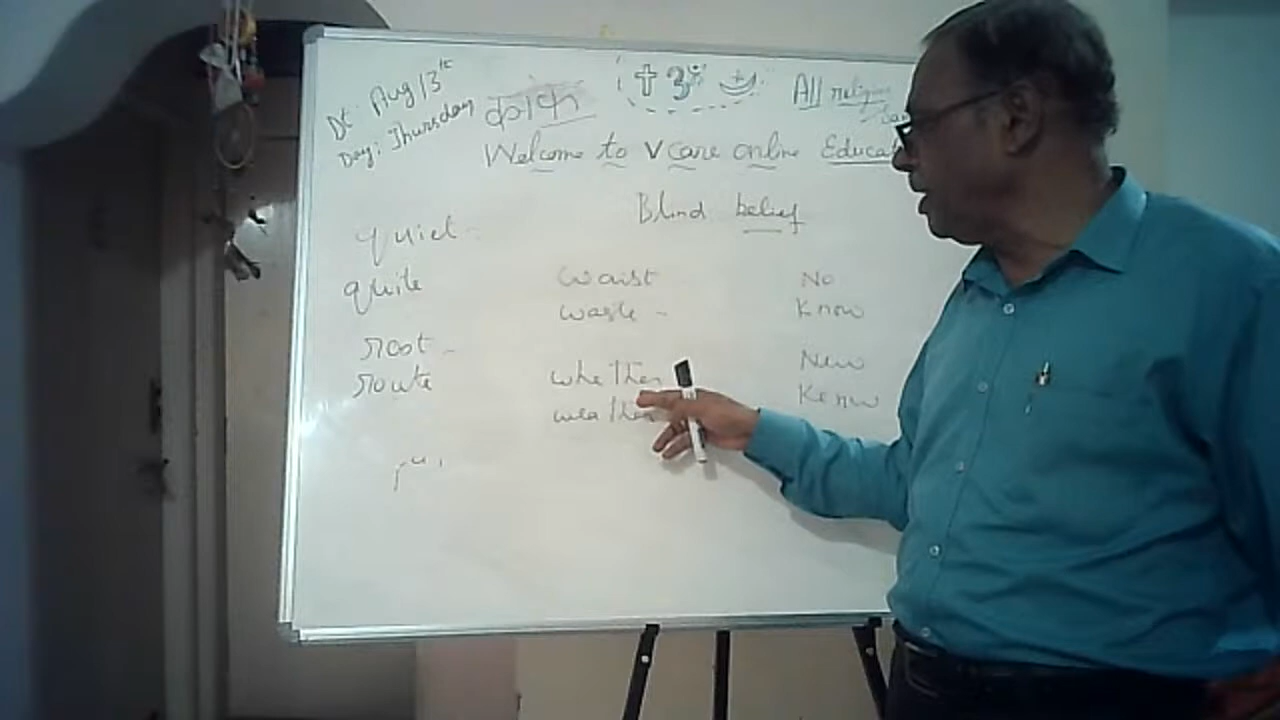 Dt: Aug 13th
Day: Thursday
ॐ
All religions
Welcome to V care online Educat
Blind belief
quiet
quite
root
route
waist
waste
whether
weather
No
Know
New
Kenw